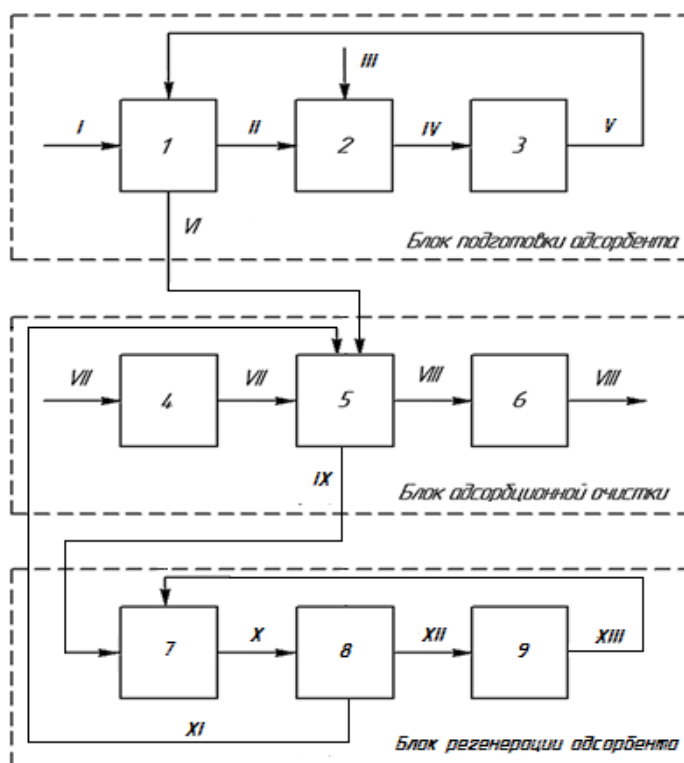 III
I
II
IV
V
1
2
3
VI
Блок подготовки адсорбента
VII
VII
VIII
VIII
4
5
6
IX
Блок адсорбционной очистки
X
XII
XIII
7
8
9
XI
Блок регенерации адсорбента